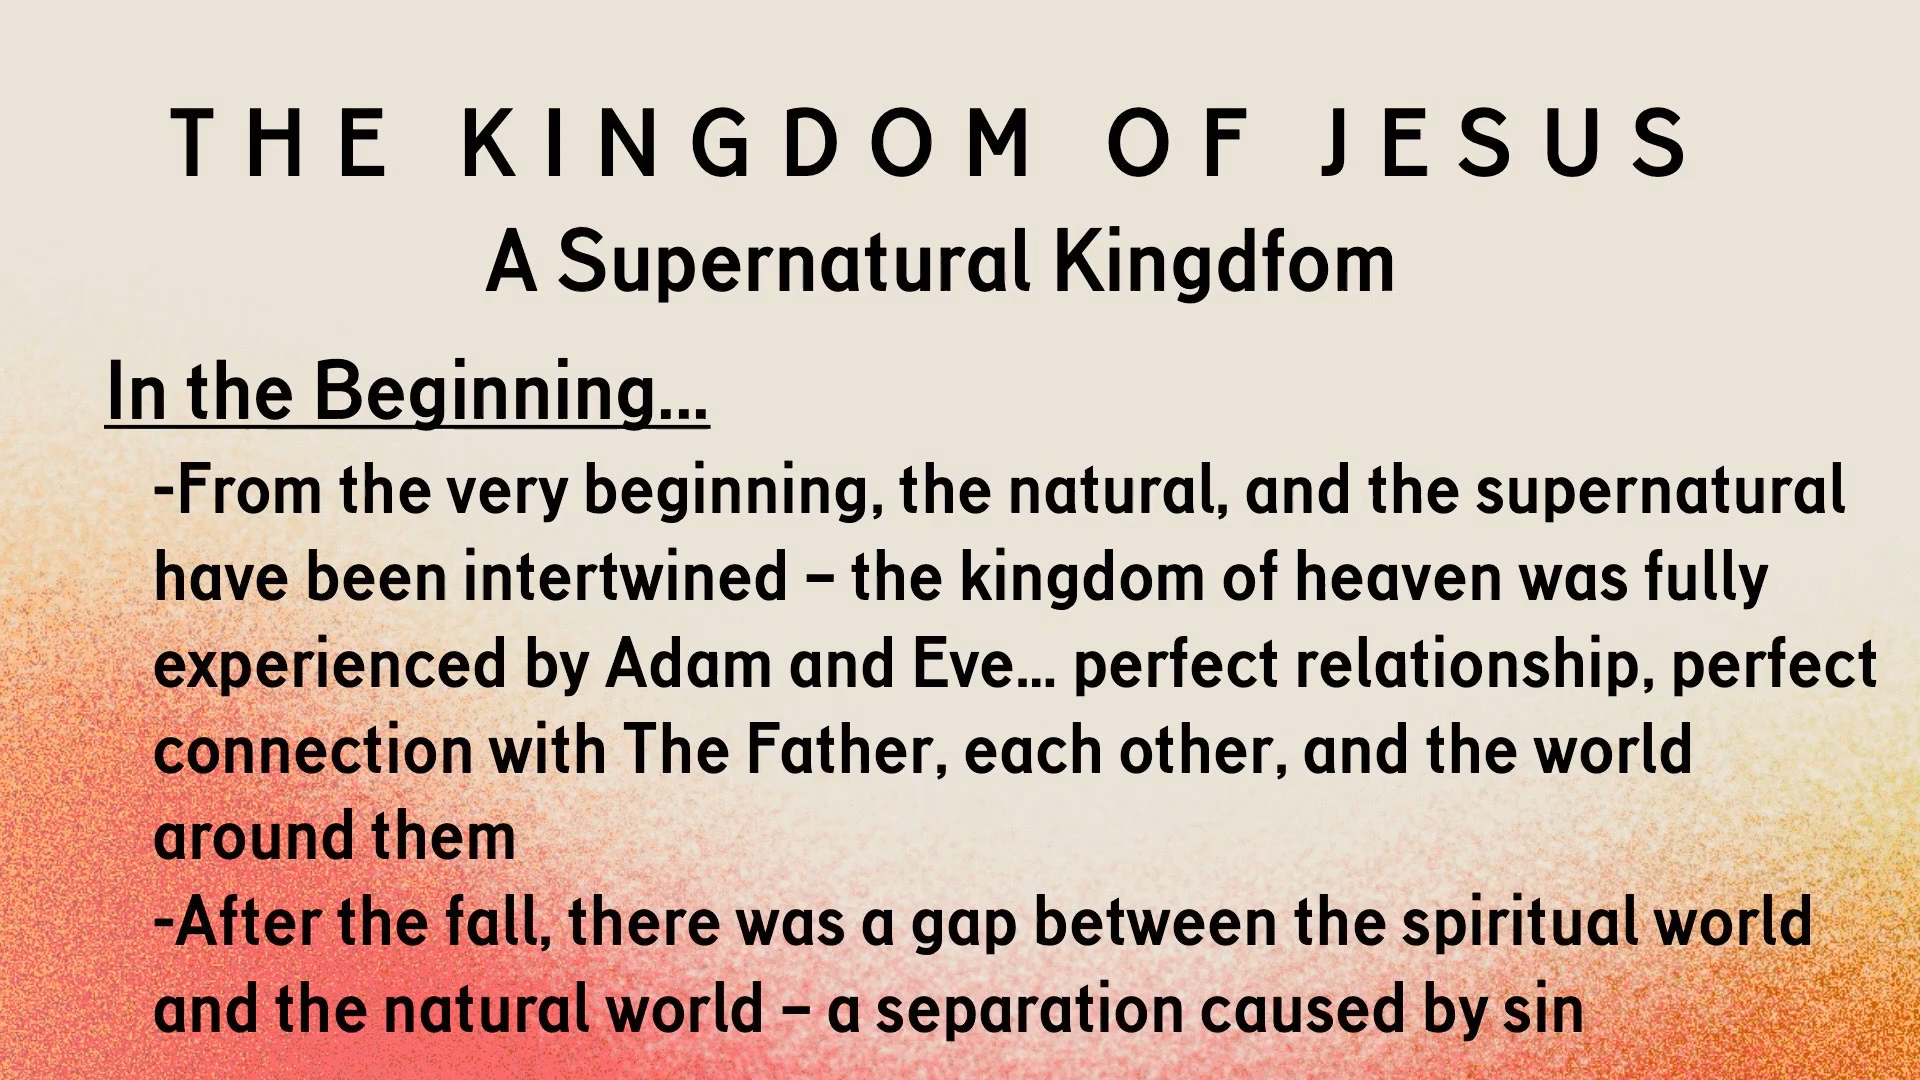 THE KINGDOM OF JESUS
A Supernatural Kingdfom
In the Beginning...
-From the very beginning, the natural, and the supernatural
have been intertwined – the kingdom of heaven was fully
experienced by Adam and Eve... perfect relationship, perfect
connection with The Father, each other, and the world
around them
-After the fall, there was a gap between the spiritual world
and the natural world – a separation caused by sin